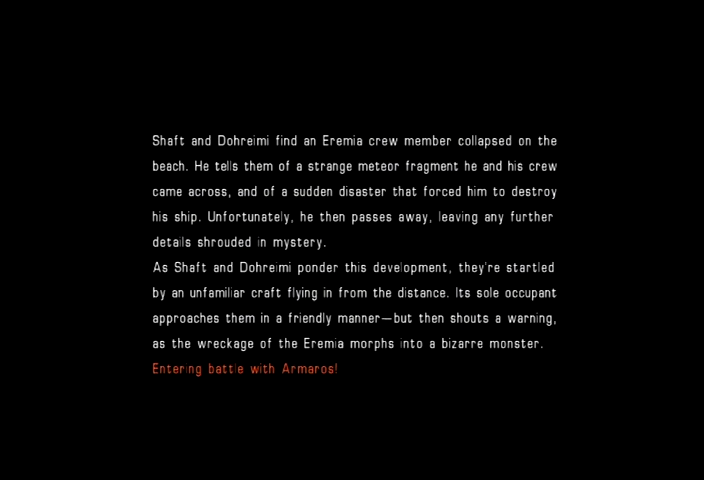 Shaft and Dohreimi find an Eremia crew member collapsed on the
beach. He tells them of a strange meteor fragment he and his crew
came across, and of a sudden disaster that forced him to destroy
his ship. Unfortunately, he then passes away, leaving any further
details shrouded in mystery.
As Shaft and Dohreimi ponder this development, they're startled
by an unfamiliar craft flying in from the distance. Its sole occupant
approaches them in a friendly manner—but then shouts a warning,
as the wreckage of the Eremia morphs into a bizarre monster.
Entering battle with Armaros!